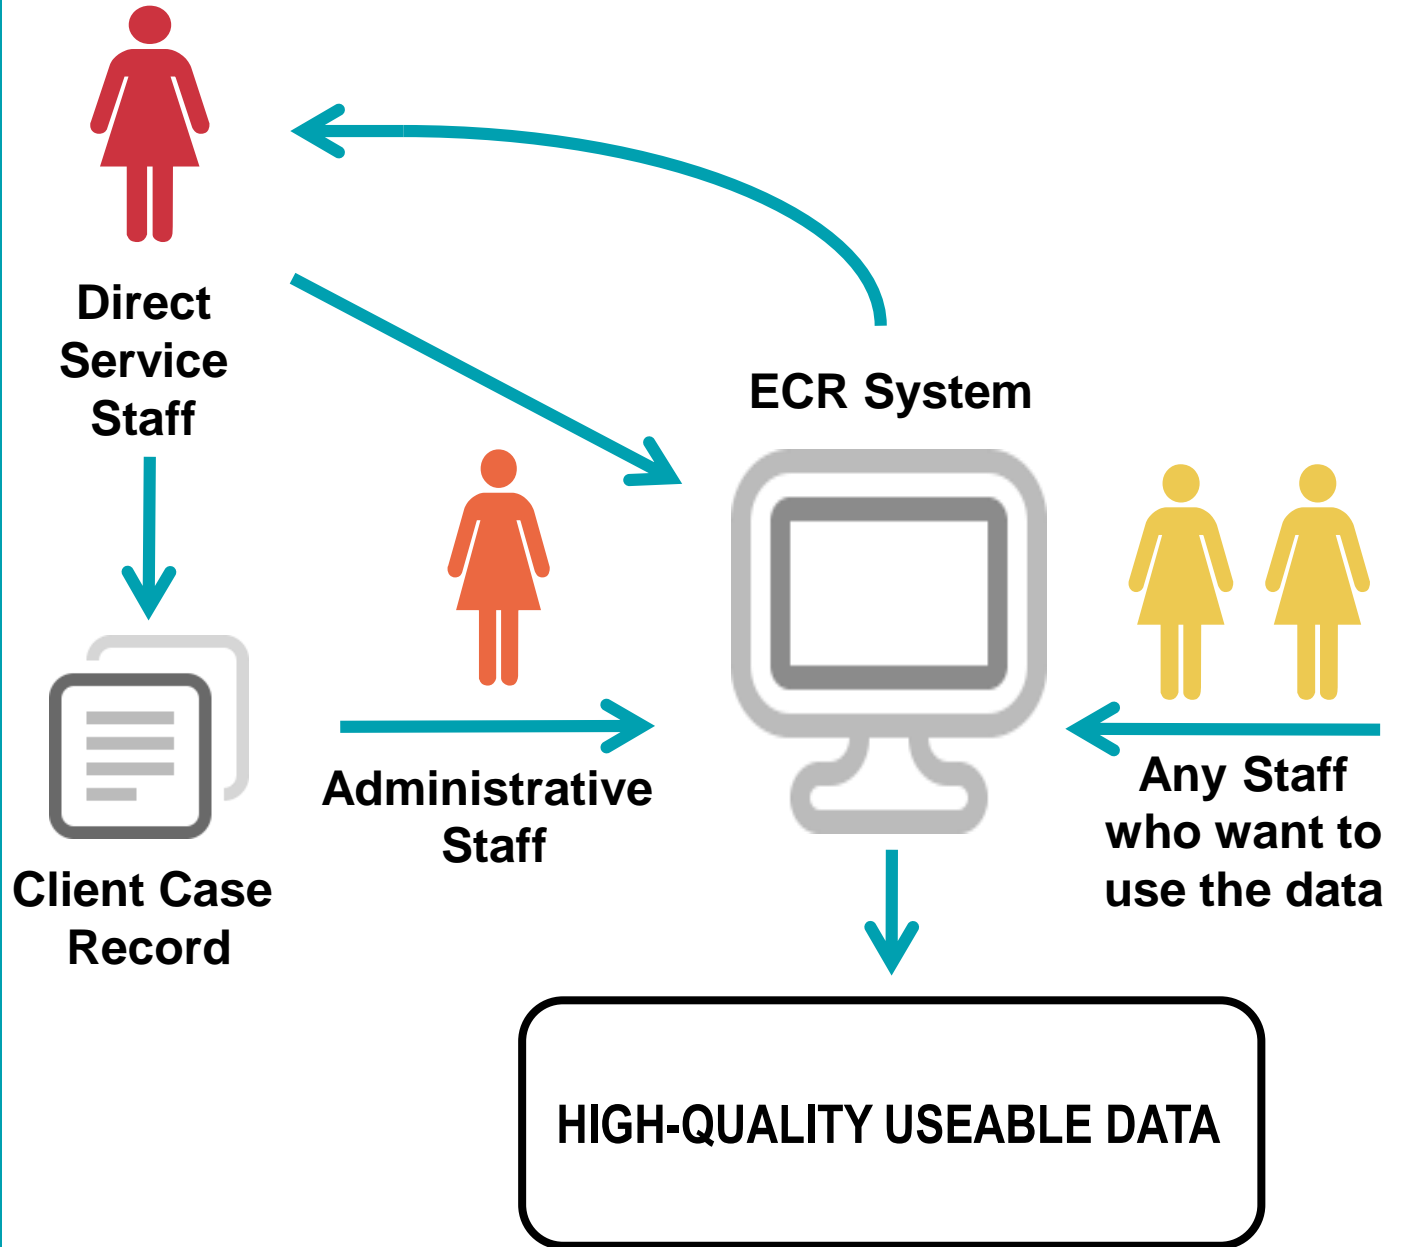 Direct
Service
Staff
ECR System
Administrative
Staff
Any Staff
who want to
use the data
Client Case
Record
HIGH-QUALITY USEABLE DATA